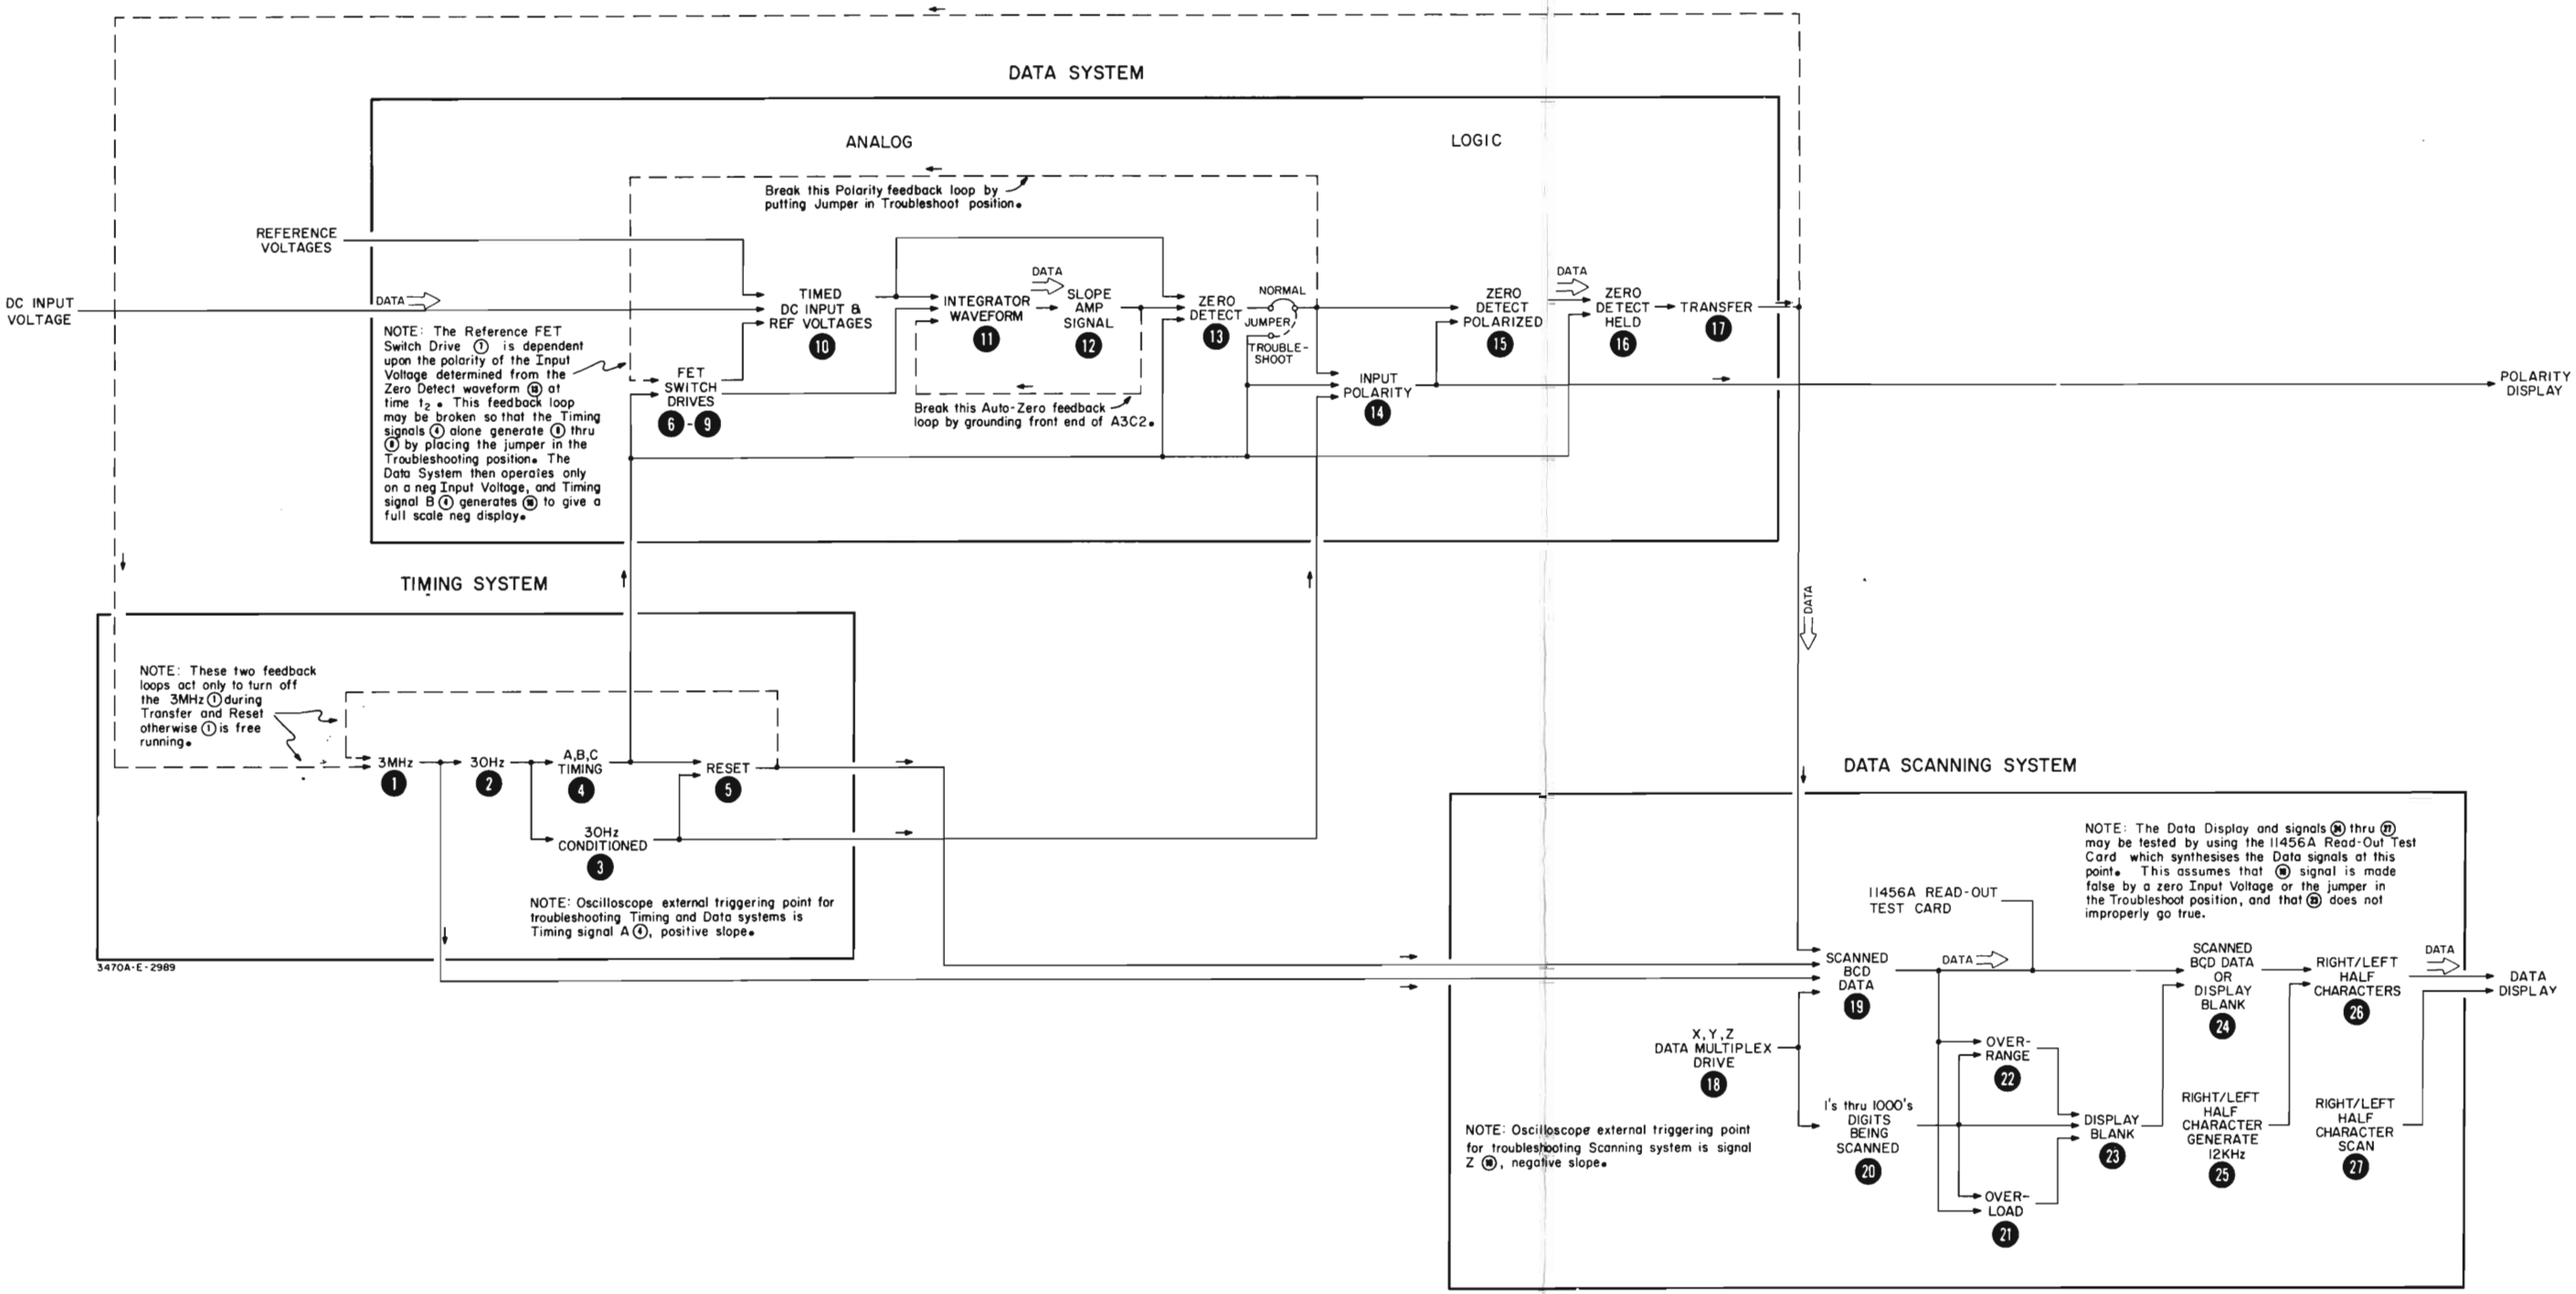 DATA SYSTEM
ANALOG
LOGIC
Break this Polarity feedback loop by
putting Jumper in Troubleshoot position.
REFERENCE
VOLTAGES
DC INPUT
VOLTAGE
DATA
TIMED
DC INPUT &
REF VOLTAGES
10
INTEGRATOR
WAVEFORM
11
DATA
SLOPE
AMP
SIGNAL
12
ZERO
DETECT
13
NORMAL
JUMPER
TROUBLE-
SHOOT
ZERO
DETECT
POLARIZED
15
DATA
ZERO
DETECT
HELD
16
TRANSFER
17
NOTE: The Reference FET
Switch Drive is dependent
upon the polarity of the Input
Voltage determined from the
Zero Detect waveform at
time t2. This feedback loop
may be broken so that the Timing
signals 4 alone generate thru
by placing the jumper in the
Troubleshooting position. The
Data System then operates only
on a neg Input Voltage, and Timing
signal B 4 generates to give a
full scale neg display.
FET
SWITCH
DRIVES
6 - 9
Break this Auto-Zero feedback
loop by grounding front end of A3C2.
INPUT
POLARITY
14
POLARITY
DISPLAY
TIMING SYSTEM
NOTE: These two feedback
loops act only to turn off
the 3MHz 1 during
Transfer and Reset
otherwise 1 is free
running.
3MHz
1
30Hz
2
A,B,C
TIMING
4
RESET
5
30Hz
CONDITIONED
3
NOTE: Oscilloscope external triggering point for
troubleshooting Timing and Data systems is
Timing signal A 4, positive slope.
3470A-E-2989
DATA
DATA SCANNING SYSTEM
NOTE: The Data Display and signals thru 27
may be tested by using the 11456A Read-Out Test
Card which synthesises the Data signals at this
point. This assumes that signal is made
false by a zero Input Voltage or the jumper in
the Troubleshoot position, and that does not
improperly go true.
11456A READ-OUT
TEST CARD
SCANNED
BCD
DATA
19
DATA
SCANNED
BCD DATA
OR
DISPLAY
BLANK
24
RIGHT/LEFT
HALF
CHARACTERS
26
DATA
DATA
DISPLAY
X,Y,Z
DATA MULTIPLEX
DRIVE
18
OVER-
RANGE
22
1's thru 1000's
DIGITS
BEING
SCANNED
20
DISPLAY
BLANK
23
RIGHT/LEFT
HALF
CHARACTER
GENERATE
12KHz
25
RIGHT/LEFT
HALF
CHARACTER
SCAN
27
OVER-
LOAD
21
NOTE: Oscilloscope external triggering point
for troubleshooting Scanning system is signal
Z , negative slope.